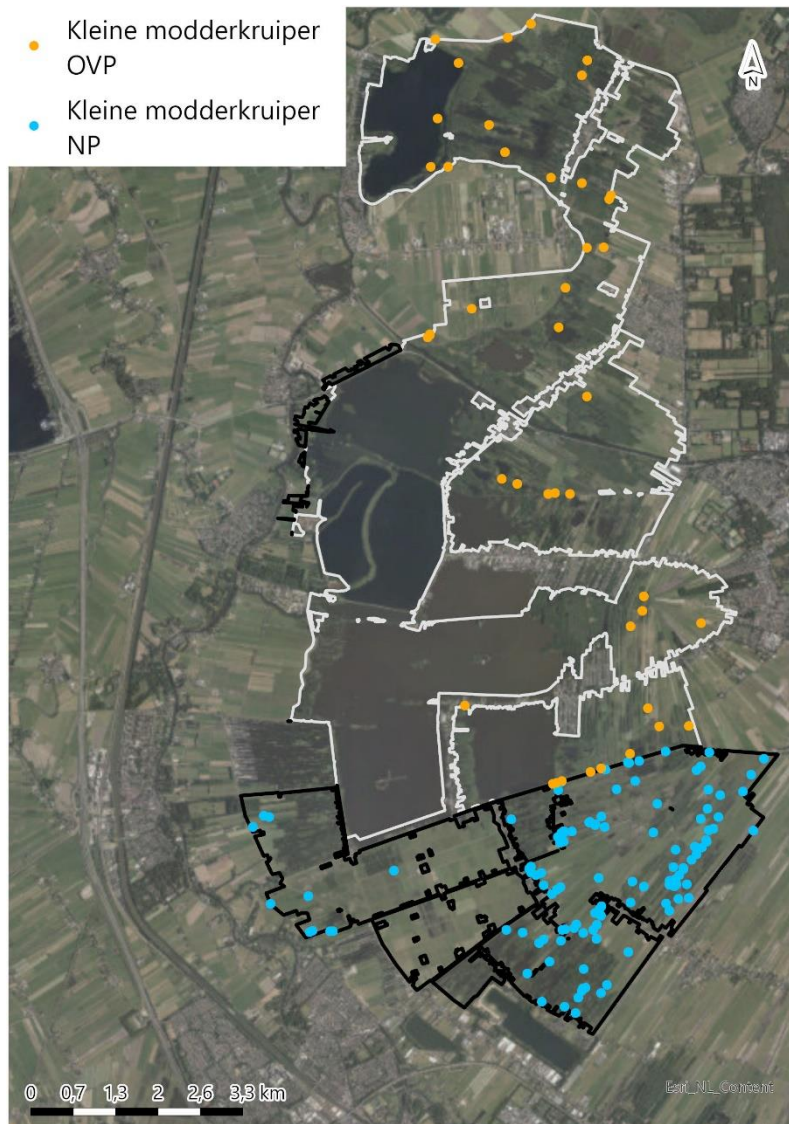 Kleine modderkruiper
OVP
Kleine modderkruiper
NP
N
0 0,7 1,3 2 2,6 3,3 km
Esri_NL_Content